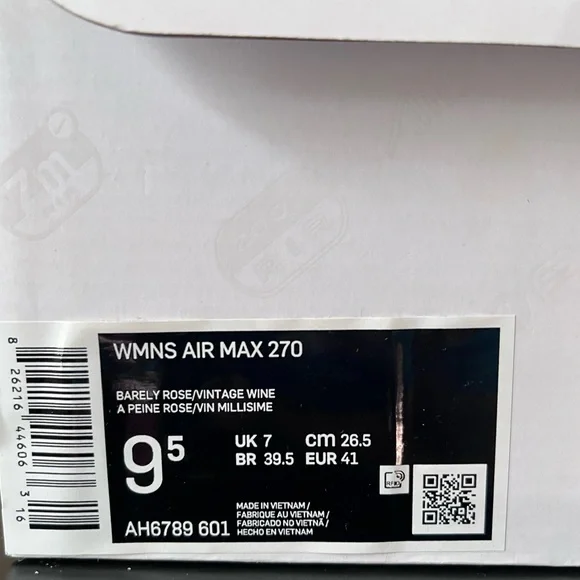 WMNS AIR MAX 270
BARELY ROSE/VINTAGE WINE
A PEINE ROSE/VIN MILLISIME
9⁵
UK 7 cm 26.5
BR 39.5 EUR 41
RFID
AH6789 601
MADE IN VIETNAM /
FABRIQUE AU VIETNAM /
FABRICADO NO VIETNÃ /
HECHO EN VIETNAM
8 26216 44606 3 16